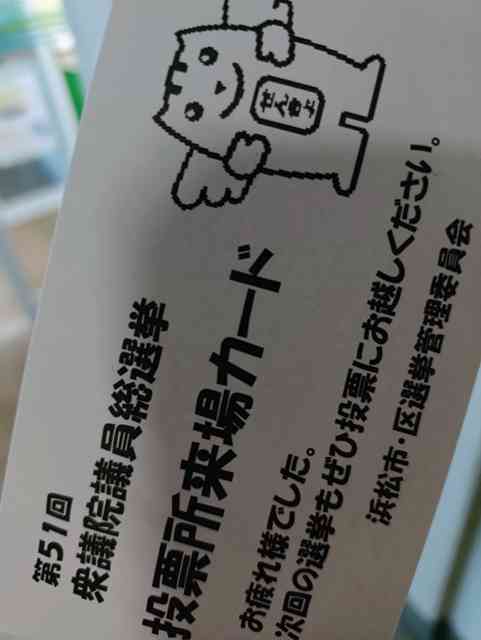 第51回
衆議院議員総選挙
投票所来場カード
お疲れ様でした。
次回の選挙もぜひ投票にお越しください。
浜松市・区選挙管理委員会
せんきょ